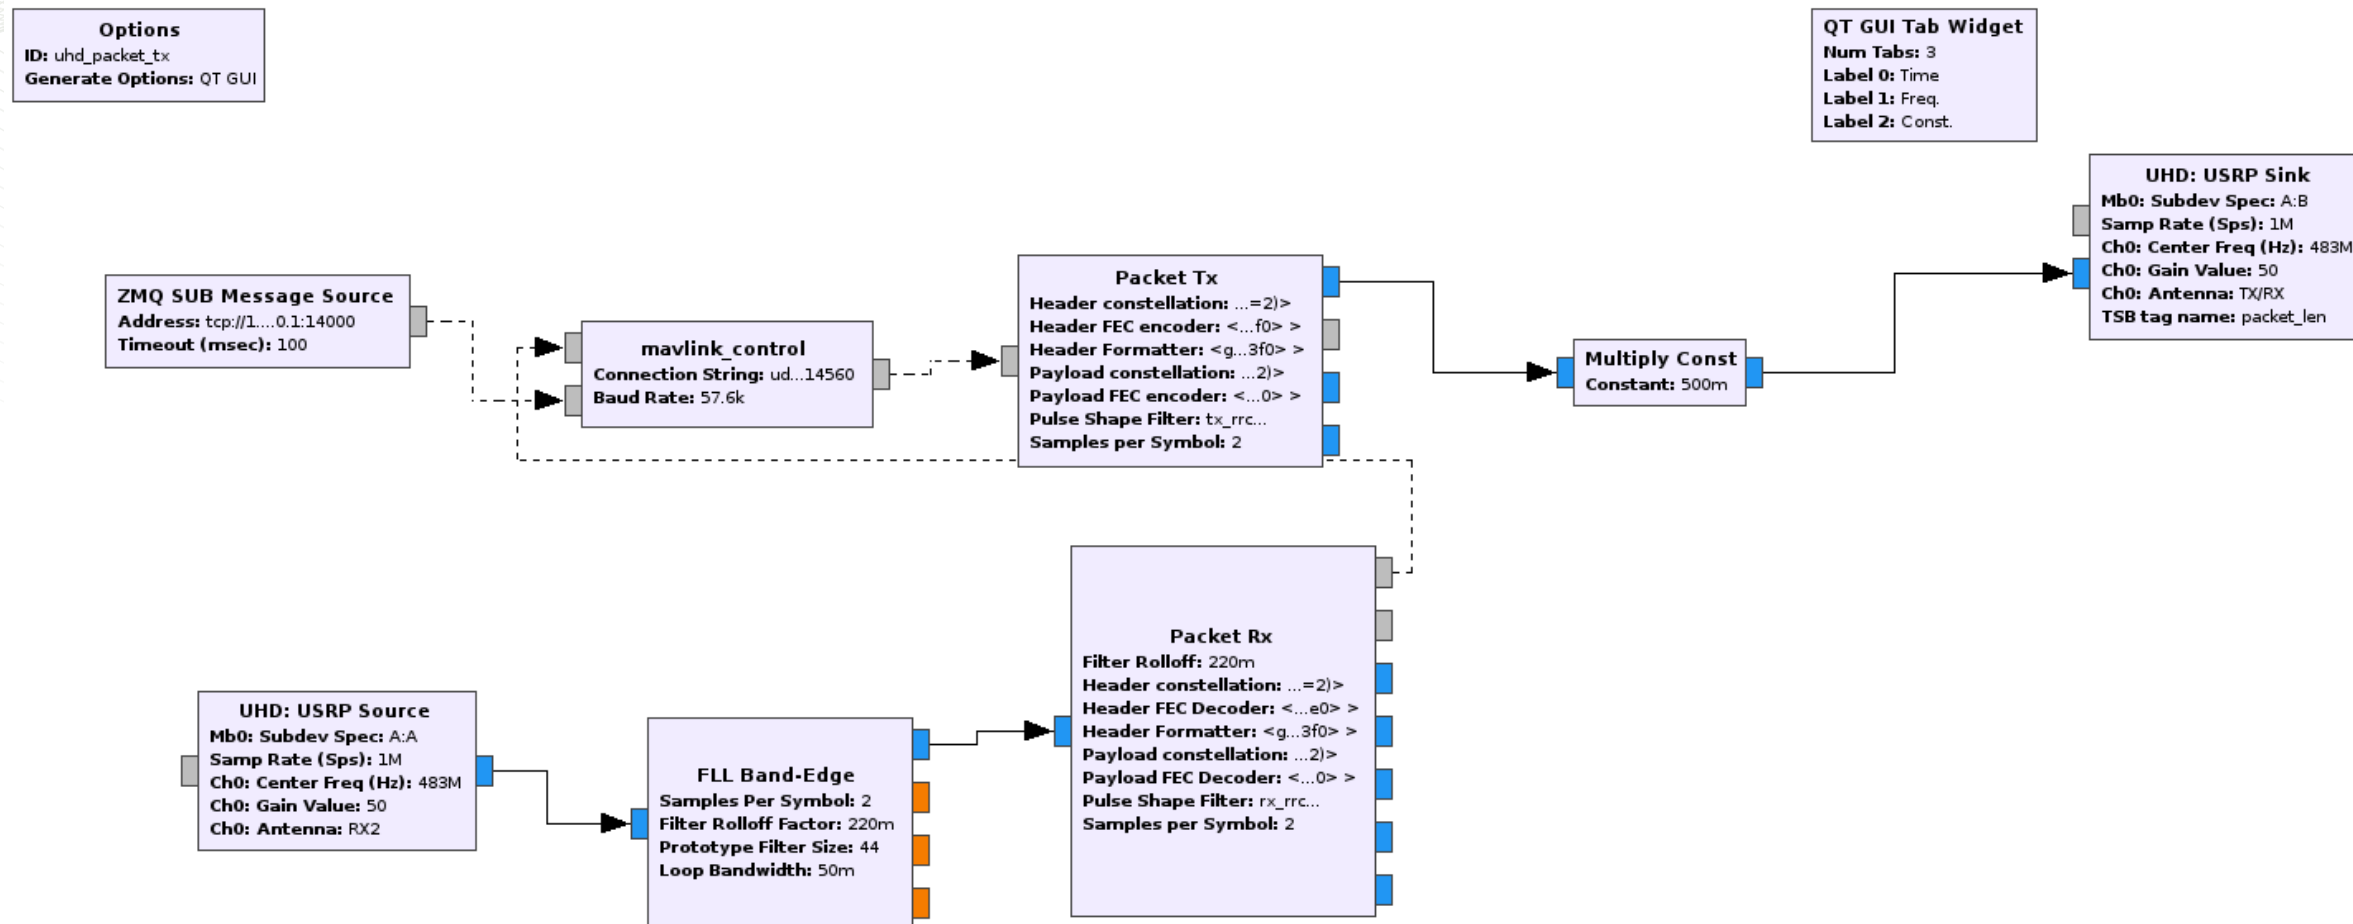 Options
ID: uhd_packet_tx
Generate Options: QT GUI
QT GUI Tab Widget
Num Tabs: 3
Label 0: Time
Label 1: Freq.
Label 2: Const.
UHD: USRP Sink
Mb0: Subdev Spec: A:B
Samp Rate (Sps): 1M
Ch0: Center Freq (Hz): 483M
Ch0: Gain Value: 50
Ch0: Antenna: TX/RX
TSB tag name: packet_len
ZMQ SUB Message Source
Address: tcp://1....0.1:14000
Timeout (msec): 100
mavlink_control
Connection String: ud...14560
Baud Rate: 57.6k
Packet Tx
Header constellation: ...=2)>
Header FEC encoder: <...f0> >
Header Formatter: <g...3f0> >
Payload constellation: ...2)>
Payload FEC encoder: <...0> >
Pulse Shape Filter: tx_rrc...
Samples per Symbol: 2
Multiply Const
Constant: 500m
UHD: USRP Source
Mb0: Subdev Spec: A:A
Samp Rate (Sps): 1M
Ch0: Center Freq (Hz): 483M
Ch0: Gain Value: 50
Ch0: Antenna: RX2
FLL Band-Edge
Samples Per Symbol: 2
Filter Rolloff Factor: 220m
Prototype Filter Size: 44
Loop Bandwidth: 50m
Packet Rx
Filter Rolloff: 220m
Header constellation: ...=2)>
Header FEC Decoder: <...e0> >
Header Formatter: <g...3f0> >
Payload constellation: ...2)>
Payload FEC Decoder: <...0> >
Pulse Shape Filter: rx_rrc...
Samples per Symbol: 2